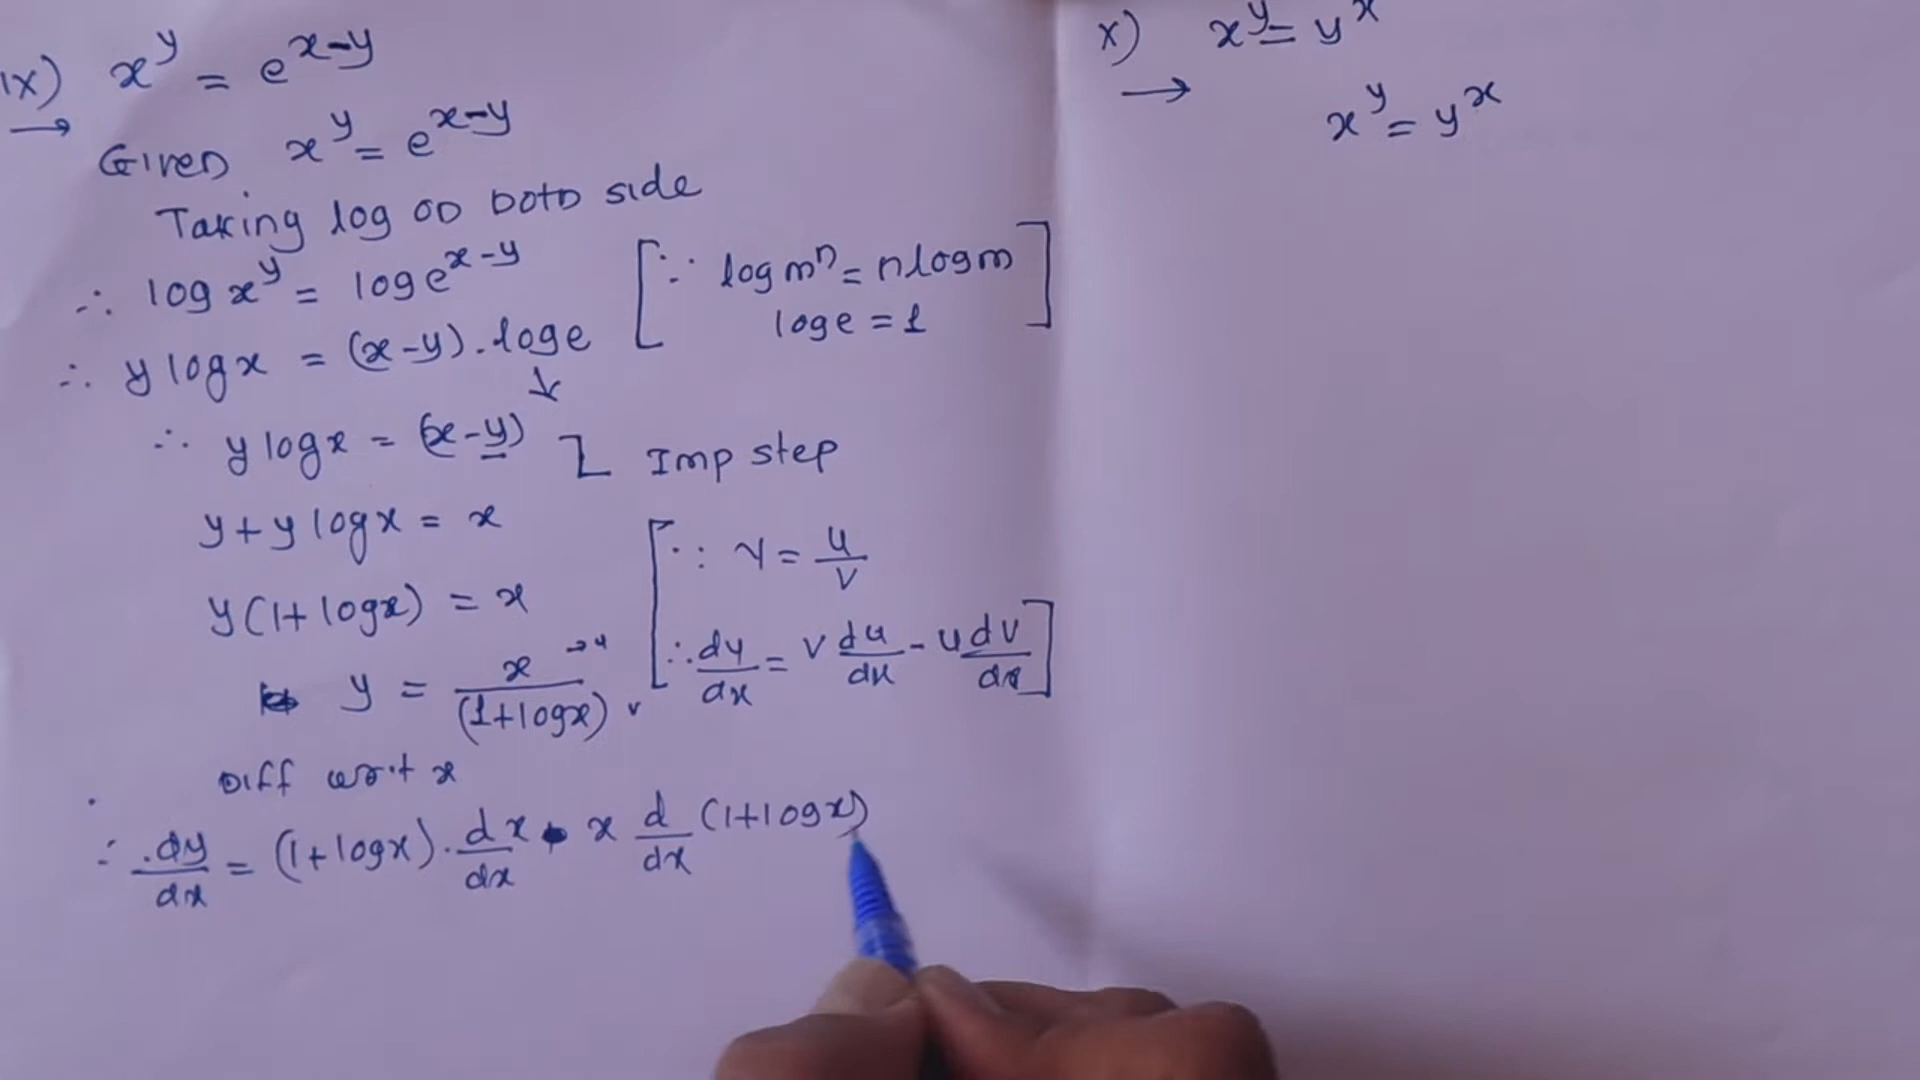 ix) x^y = e^{x-y}
→
Given x^y = e^{x-y}
Taking log on both side
∴ log x^y = log e^{x-y} [∵ log m^n = n log m
log e = 1]
∴ y log x = (x-y). log e
∴ y log x = (x-y) ] Imp step
y + y log x = x
y(1 + log x) = x
y = x/(1+log x) → u v
[∵ y = u/v
∴ dy/dx = v du/dx - u dv/dx]
Diff w.r.t x
∴ dy/dx = (1 + log x). d/dx x - x d/dx (1 + log x)
x) x^y = y^x
→
x^y = y^x